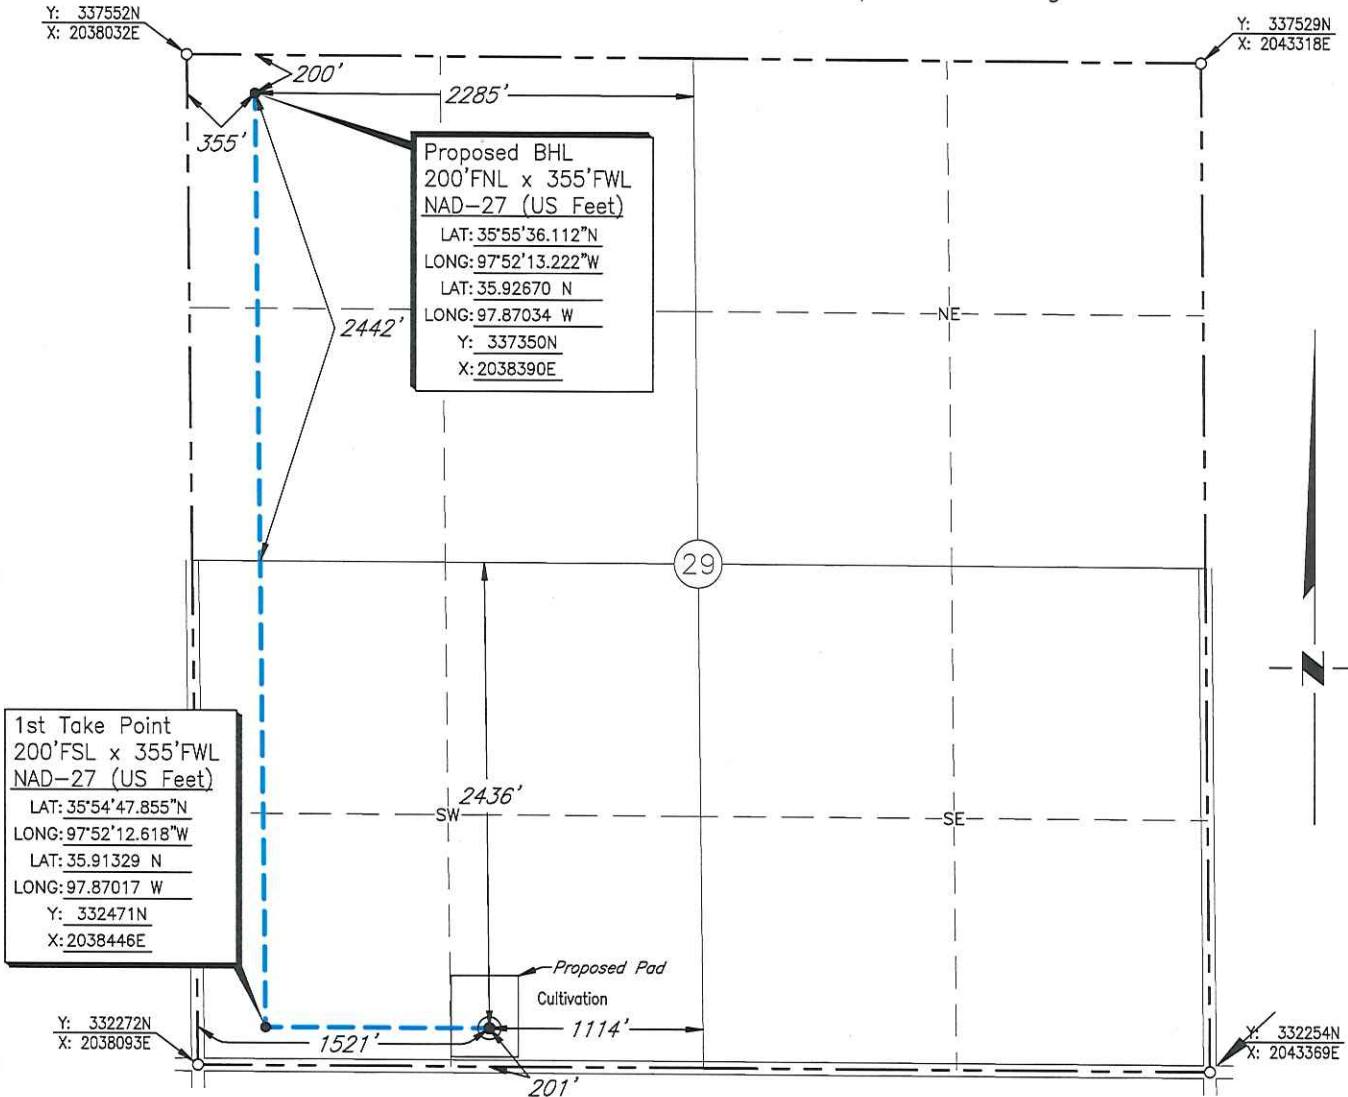 Y: 337552N
X: 2038032E
Y: 337529N
X: 2043318E
200'
2285'
355'
Proposed BHL
200'FNL x 355'FWL
NAD-27 (US Feet)
LAT: 35°55'36.112"N
LONG: 97°52'13.222"W
LAT: 35.92670 N
LONG: 97.87034 W
Y: 337350N
X: 2038390E
NE
2442'
29
1st Take Point
200'FSL x 355'FWL
NAD-27 (US Feet)
LAT: 35°54'47.855"N
LONG: 97°52'12.618"W
LAT: 35.91329 N
LONG: 97.87017 W
Y: 332471N
X: 2038446E
N
2436'
SW
SE
Proposed Pad
Cultivation
1114'
1521'
201'
Y: 332272N
X: 2038093E
Y: 332254N
X: 2043369E